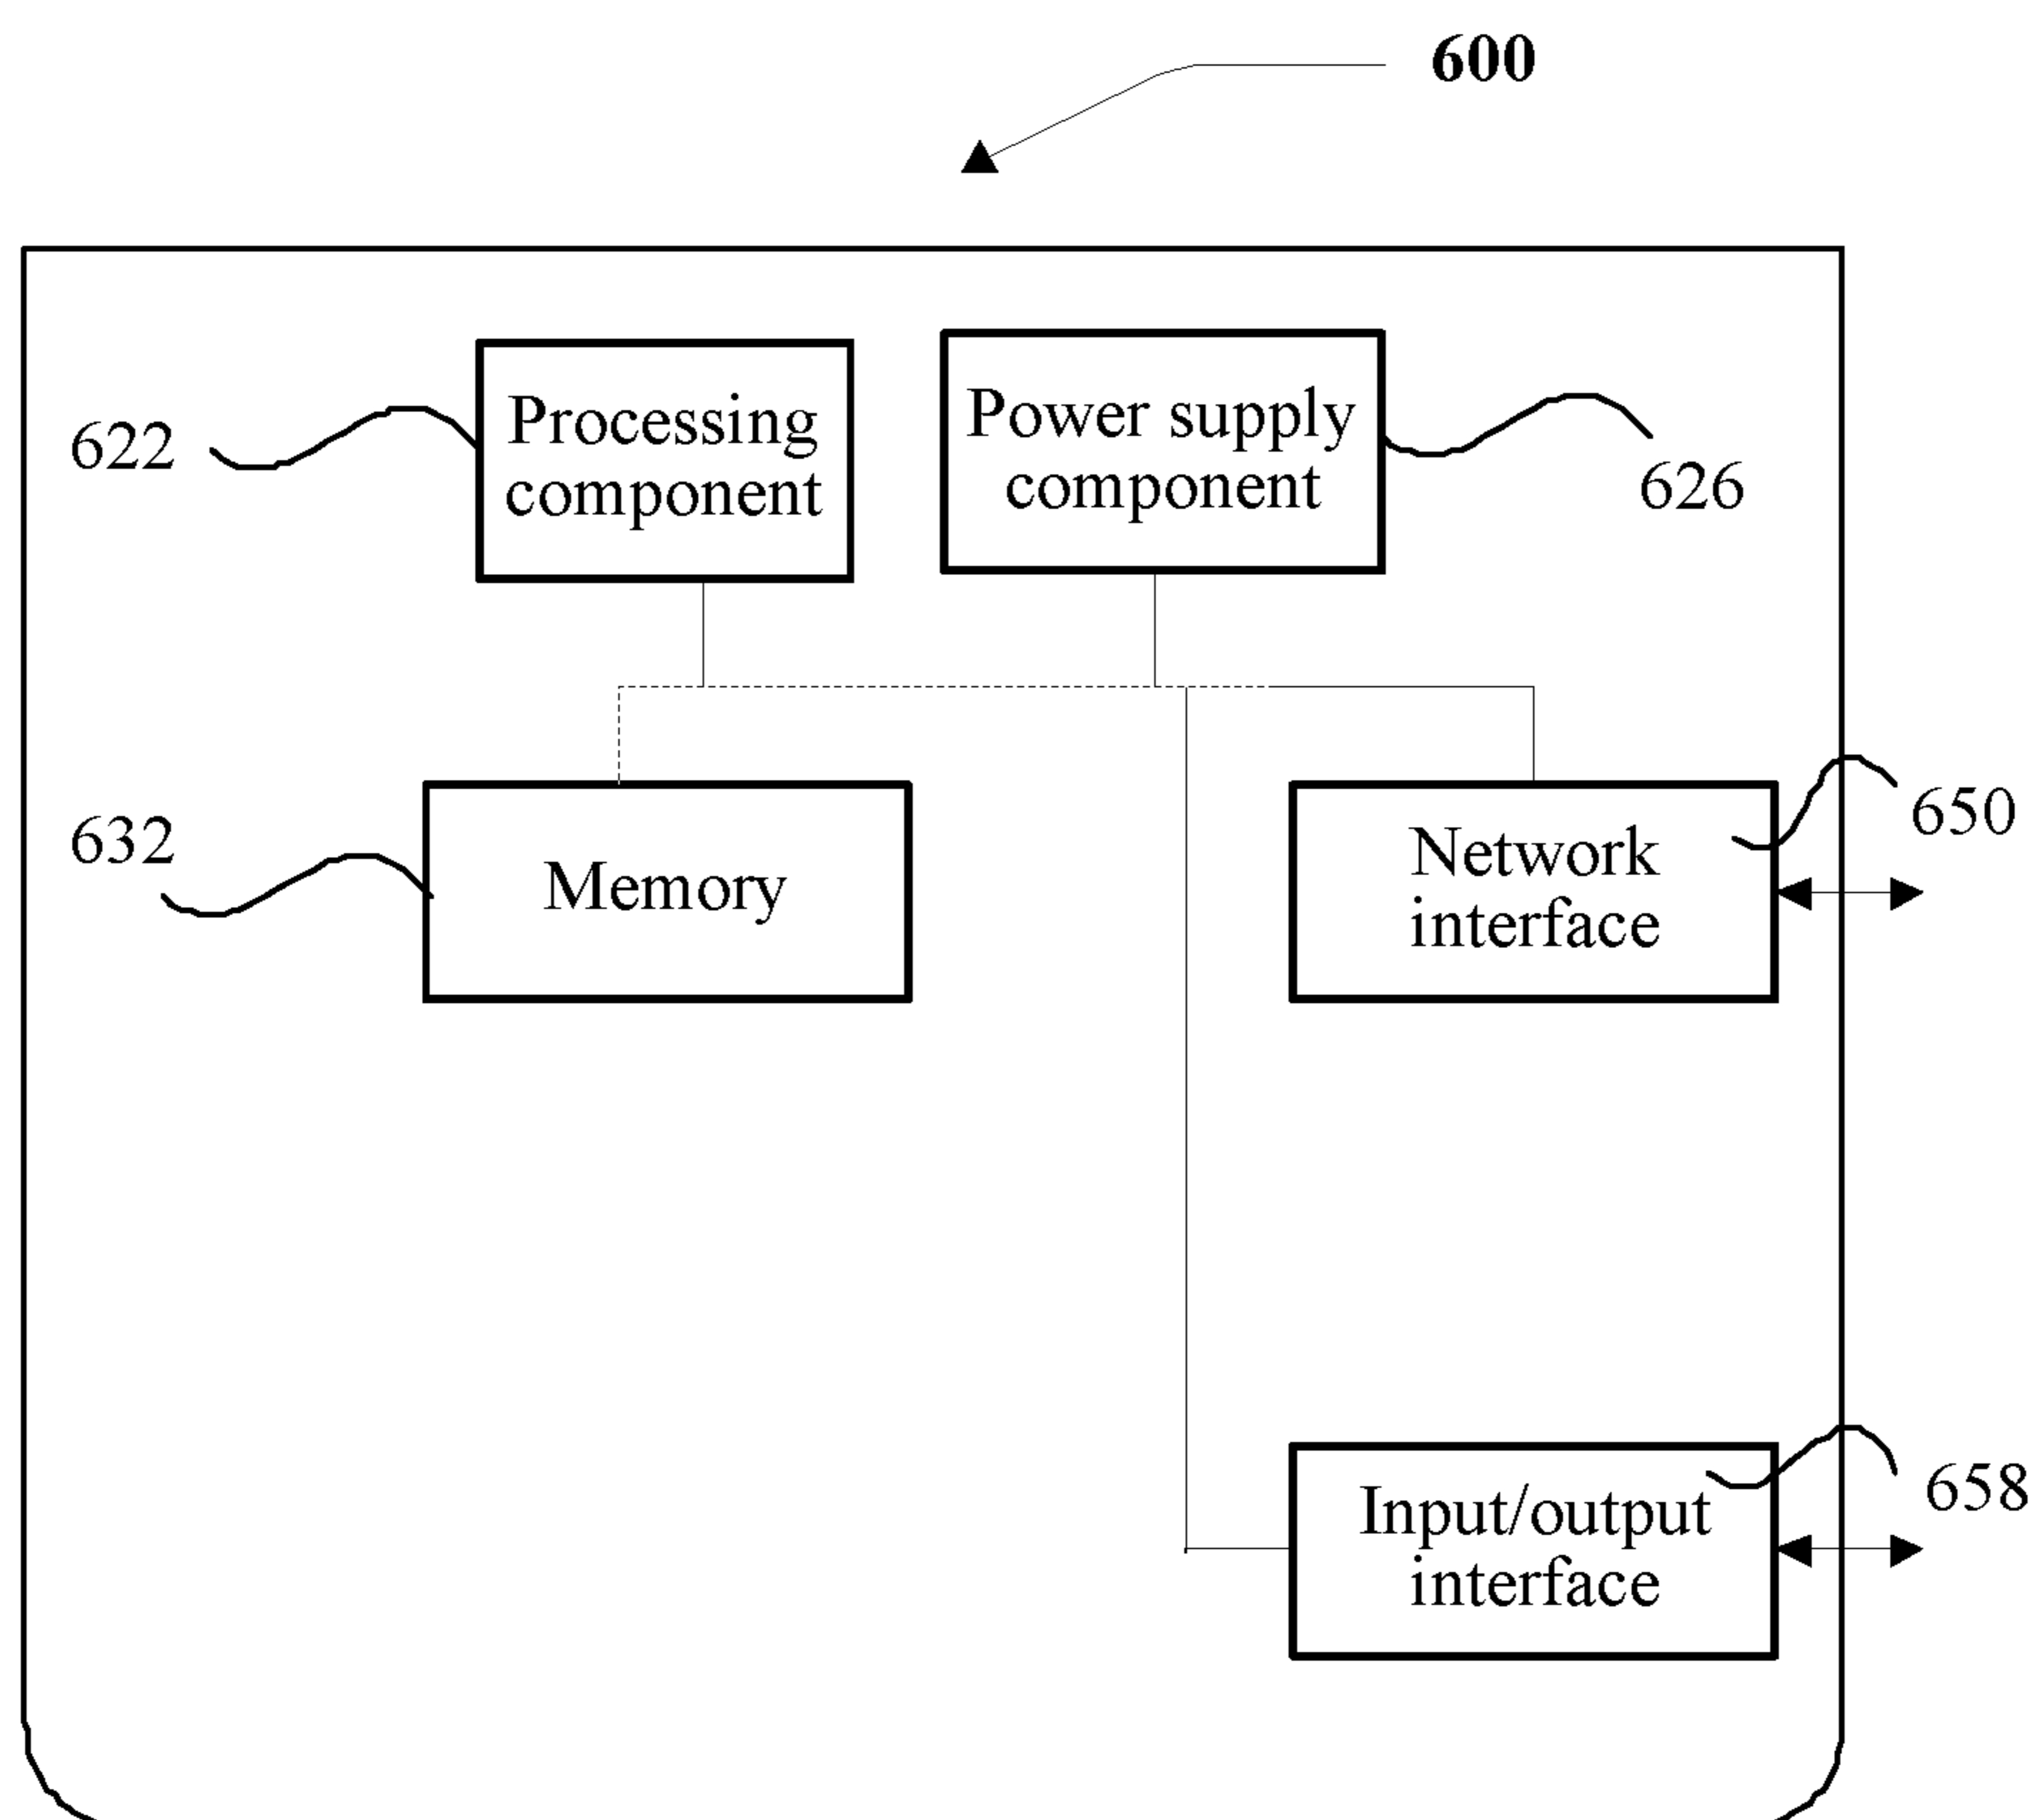 600
622
Processing
component
Power supply
component
626
632
Memory
Network
interface
650
Input/output
interface
658